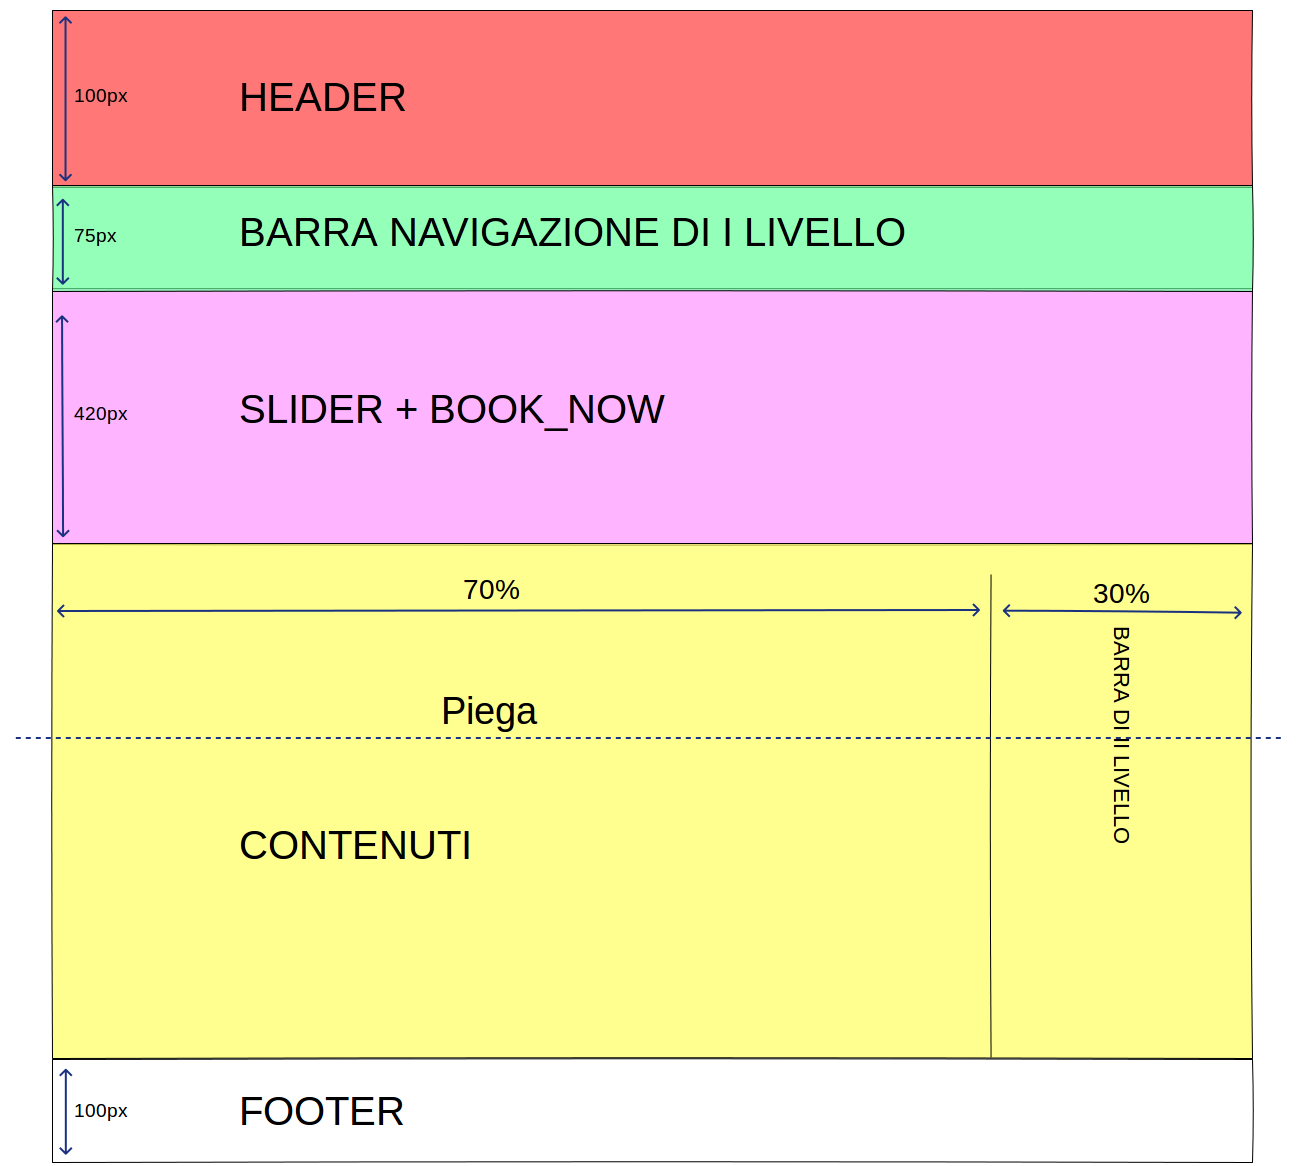 100px
HEADER
75px
BARRA NAVIGAZIONE DI I LIVELLO
420px
SLIDER + BOOK_NOW
70%
30%
BARRA DI II LIVELLO
Piega
CONTENUTI
100px
FOOTER